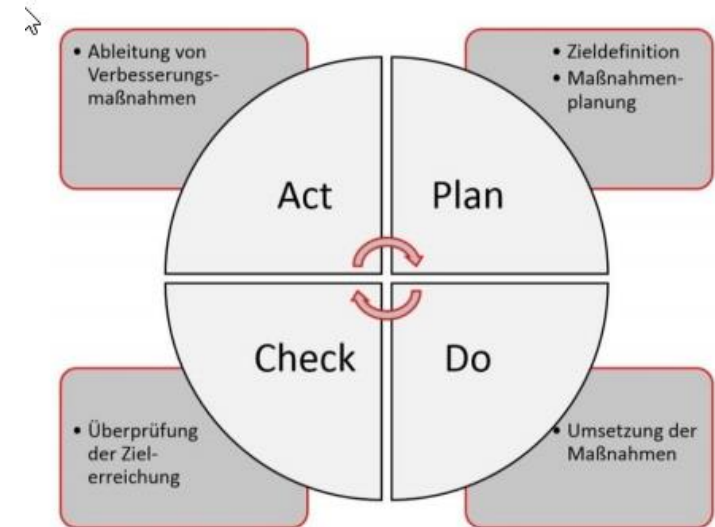 • Ableitung von
Verbesserungs-
maßnahmen
• Zieldefinition
• Maßnahmen-
planung
Act
Plan
Check
Do
• Überprüfung
der Ziel-
erreichung
• Umsetzung der
Maßnahmen